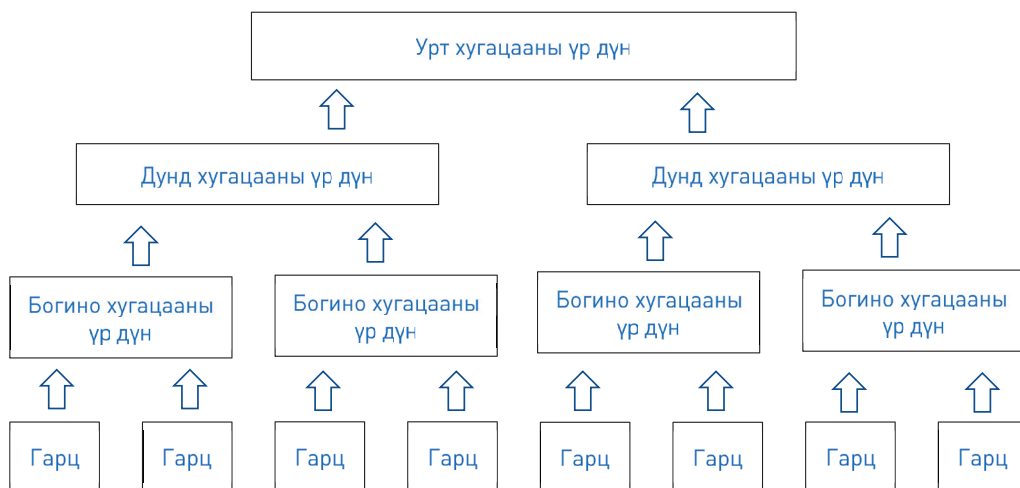 Урт хугацааны үр дүн
Дунд хугацааны үр дүн
Дунд хугацааны үр дүн
Богино хугацааны
үр дүн
Богино хугацааны
үр дүн
Богино хугацааны
үр дүн
Богино хугацааны
үр дүн
Гарц
Гарц
Гарц
Гарц
Гарц
Гарц
Гарц
Гарц